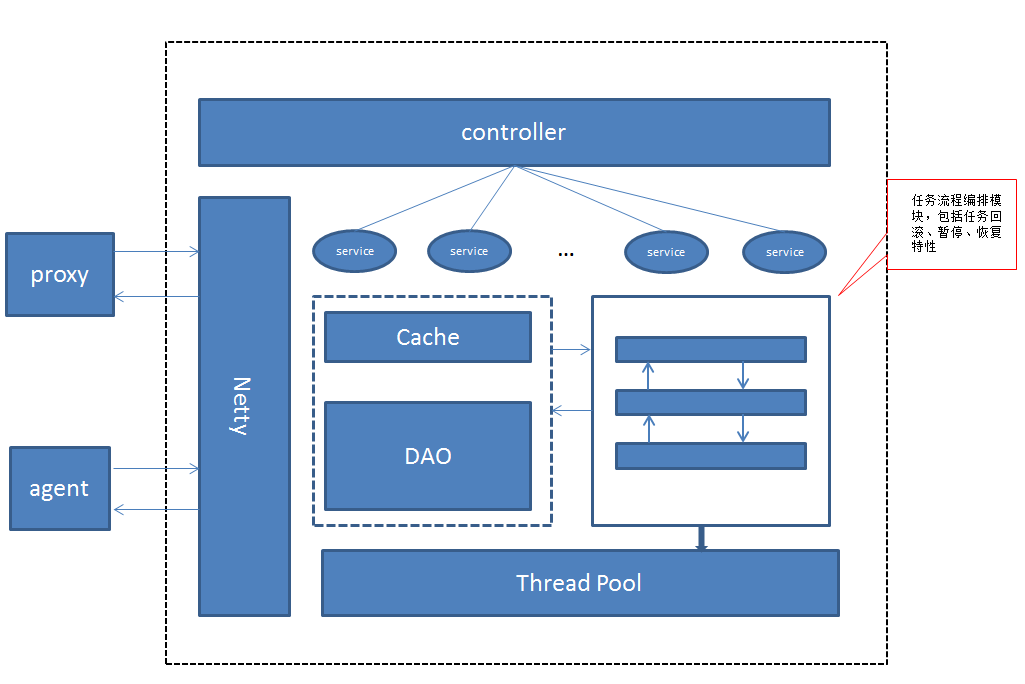 controller
任务流程编排模
块，包括任务回
滚、暂停、恢复
特性
service
service
...
service
service
proxy
Cache
Netty
DAO
agent
Thread Pool